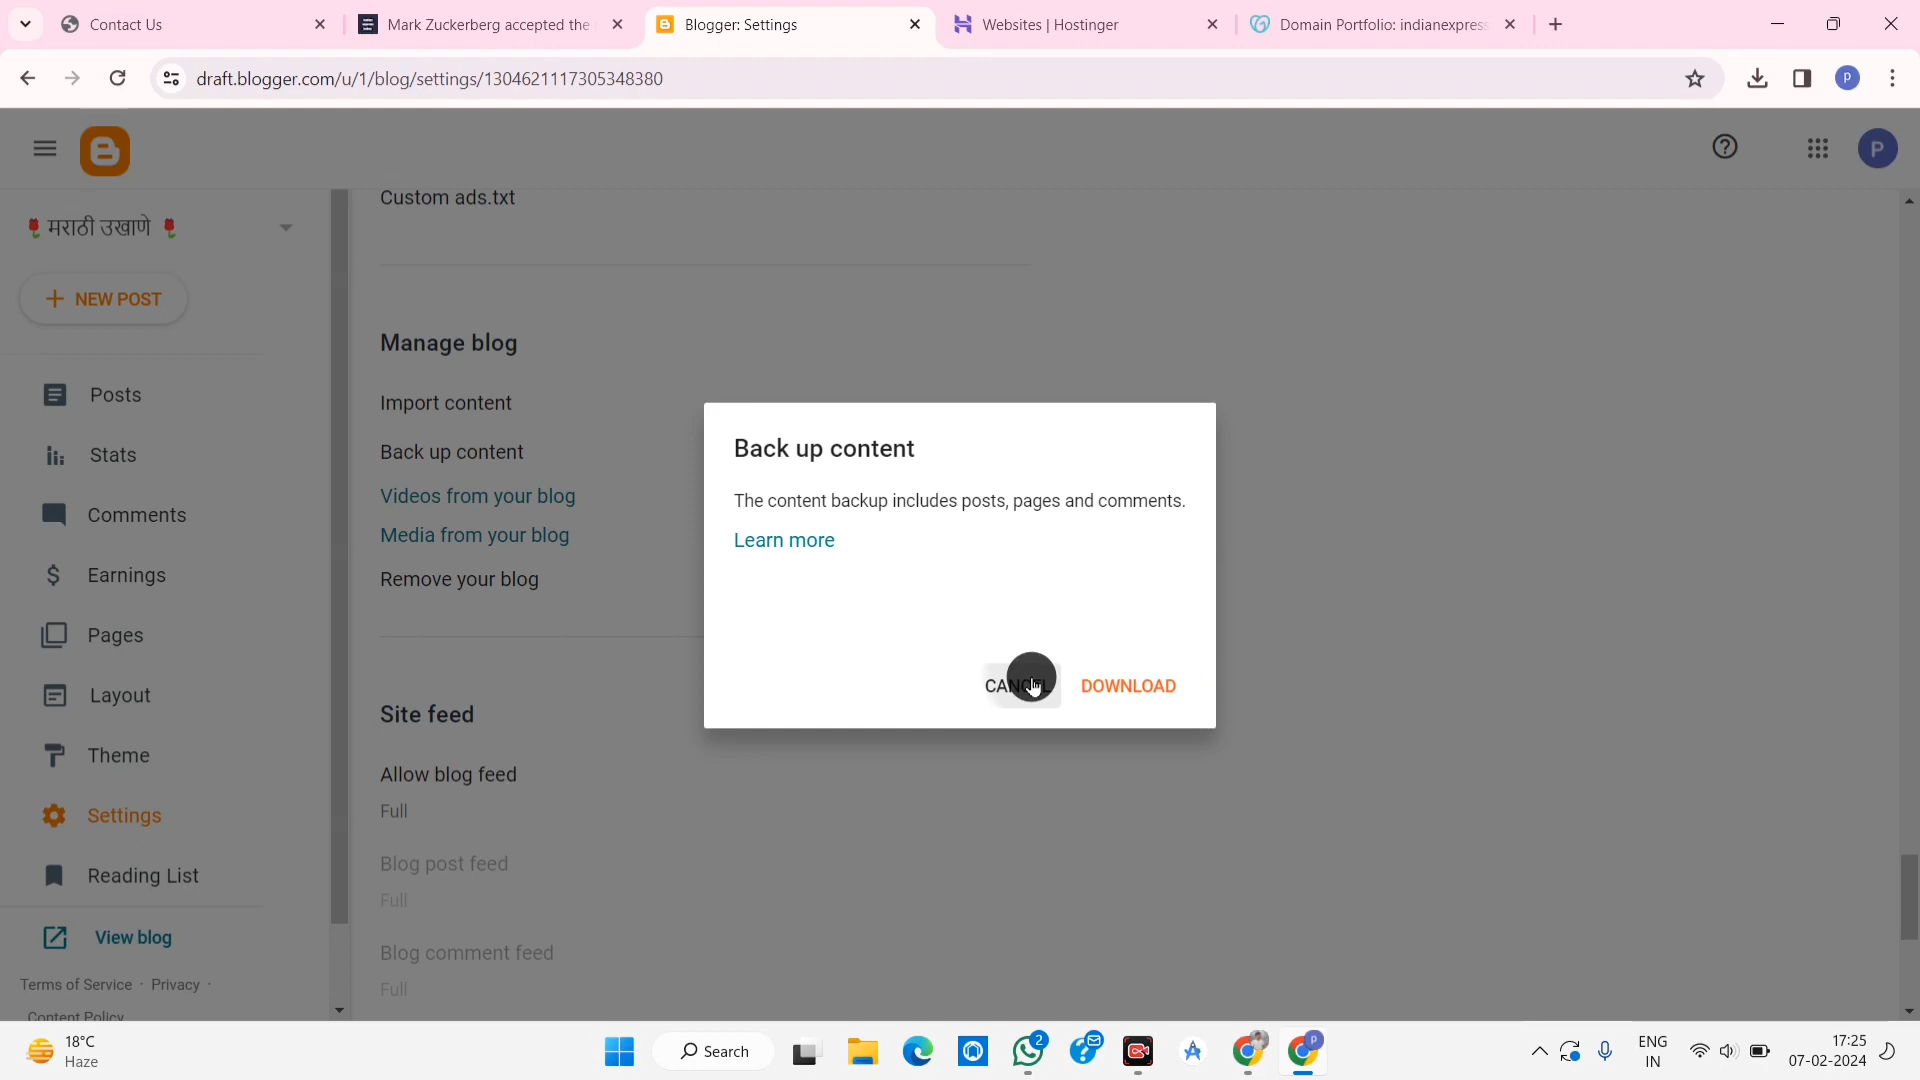 Contact Us
Mark Zuckerberg accepted the
Blogger: Settings
Websites | Hostinger
Domain Portfolio: indianexpress
draft.blogger.com/u/1/blog/settings/1304621117305348380
P
P
Custom ads.txt
मराठी उखाणे
NEW POST
Manage blog
Posts
Import content
Back up content
Back up content
Stats
Videos from your blog
The content backup includes posts, pages and comments.
Comments
Media from your blog
Learn more
Earnings
Remove your blog
Pages
CANCEL DOWNLOAD
Layout
Site feed
Theme
Allow blog feed
Full
Settings
Blog post feed
Reading List
Full
View blog
Blog comment feed
Terms of Service · Privacy ·
Full
Content Policy
18°C
Haze
Search
2
P
ENG
IN
17:25
07-02-2024